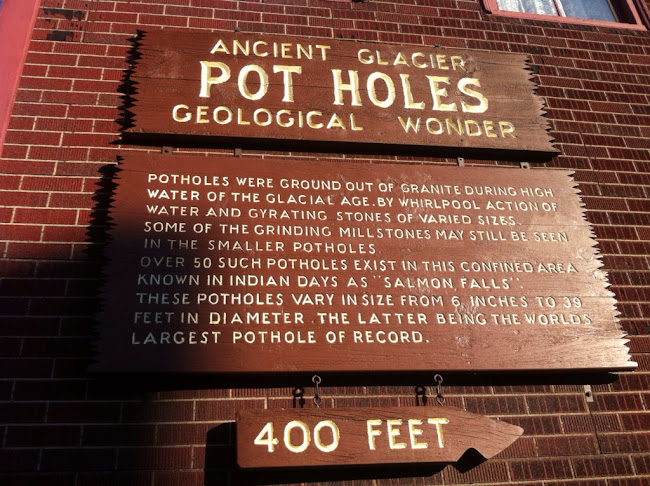 ANCIENT GLACIER
POT HOLES
GEOLOGICAL WONDER
POTHOLES WERE GROUND OUT OF GRANITE DURING HIGH
WATER OF THE GLACIAL AGE. BY WHIRLPOOL ACTION OF
WATER AND GYRATING STONES OF VARIED SIZES.
SOME OF THE GRINDING MILLSTONES MAY STILL BE SEEN
IN THE SMALLER POTHOLES
OVER 50 SUCH POTHOLES EXIST IN THIS CONFINED AREA
KNOWN IN INDIAN DAYS AS "SALMON FALLS".
THESE POTHOLES VARY IN SIZE FROM 6 INCHES TO 39
FEET IN DIAMETER. THE LATTER BEING THE WORLDS
LARGEST POTHOLE OF RECORD.
400 FEET